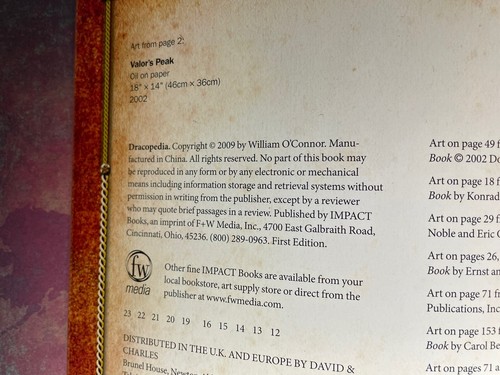 Art from page 2:
Valor's Peak
Oil on paper
18" × 14" (46cm × 36cm)
2002
Dracopedia. Copyright © 2009 by William O'Connor. Manu-
factured in China. All rights reserved. No part of this book may
be reproduced in any form or by any electronic or mechanical
means including information storage and retrieval systems without
permission in writing from the publisher, except by a reviewer
who may quote brief passages in a review. Published by IMPACT
Books, an imprint of F+W Media, Inc., 4700 East Galbraith Road,
Cincinnati, Ohio, 45236. (800) 289-0963. First Edition.
fw
media
Other fine IMPACT Books are available from your
local bookstore, art supply store or direct from the
publisher at www.fwmedia.com.
23 22 21 20 19 16 15 14 13 12
DISTRIBUTED IN THE U.K. AND EUROPE BY DAVID &
CHARLES
Brunel House, Newton
Art on page 49
Book © 2002
Art on page 18
Book by Konrad
Art on page 29
Noble and Eric
Art on pages 26,
Book by Ernst
Art on page 71
Publications, Inc
Art on page 153
Book by Carol
Art on pages 71